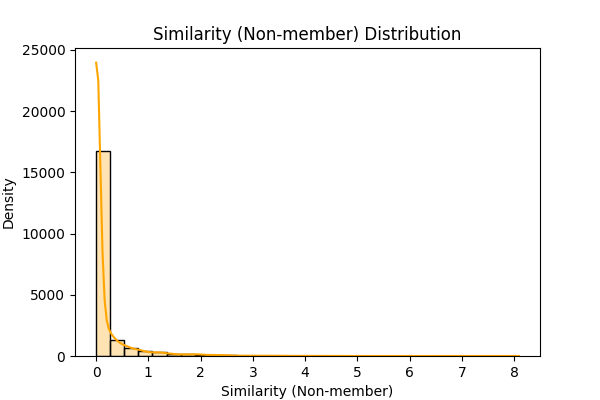 Similarity (Non-member) Distribution
25000
20000
15000
10000
5000
0
Density
0 1 2 3 4 5 6 7 8
Similarity (Non-member)